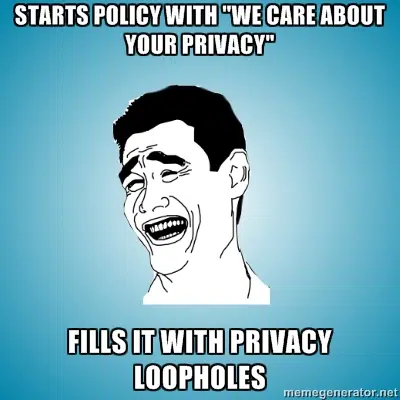 STARTS POLICY WITH "WE CARE ABOUT
YOUR PRIVACY"
FILLS IT WITH PRIVACY
LOOPHOLES
memegenerator.net